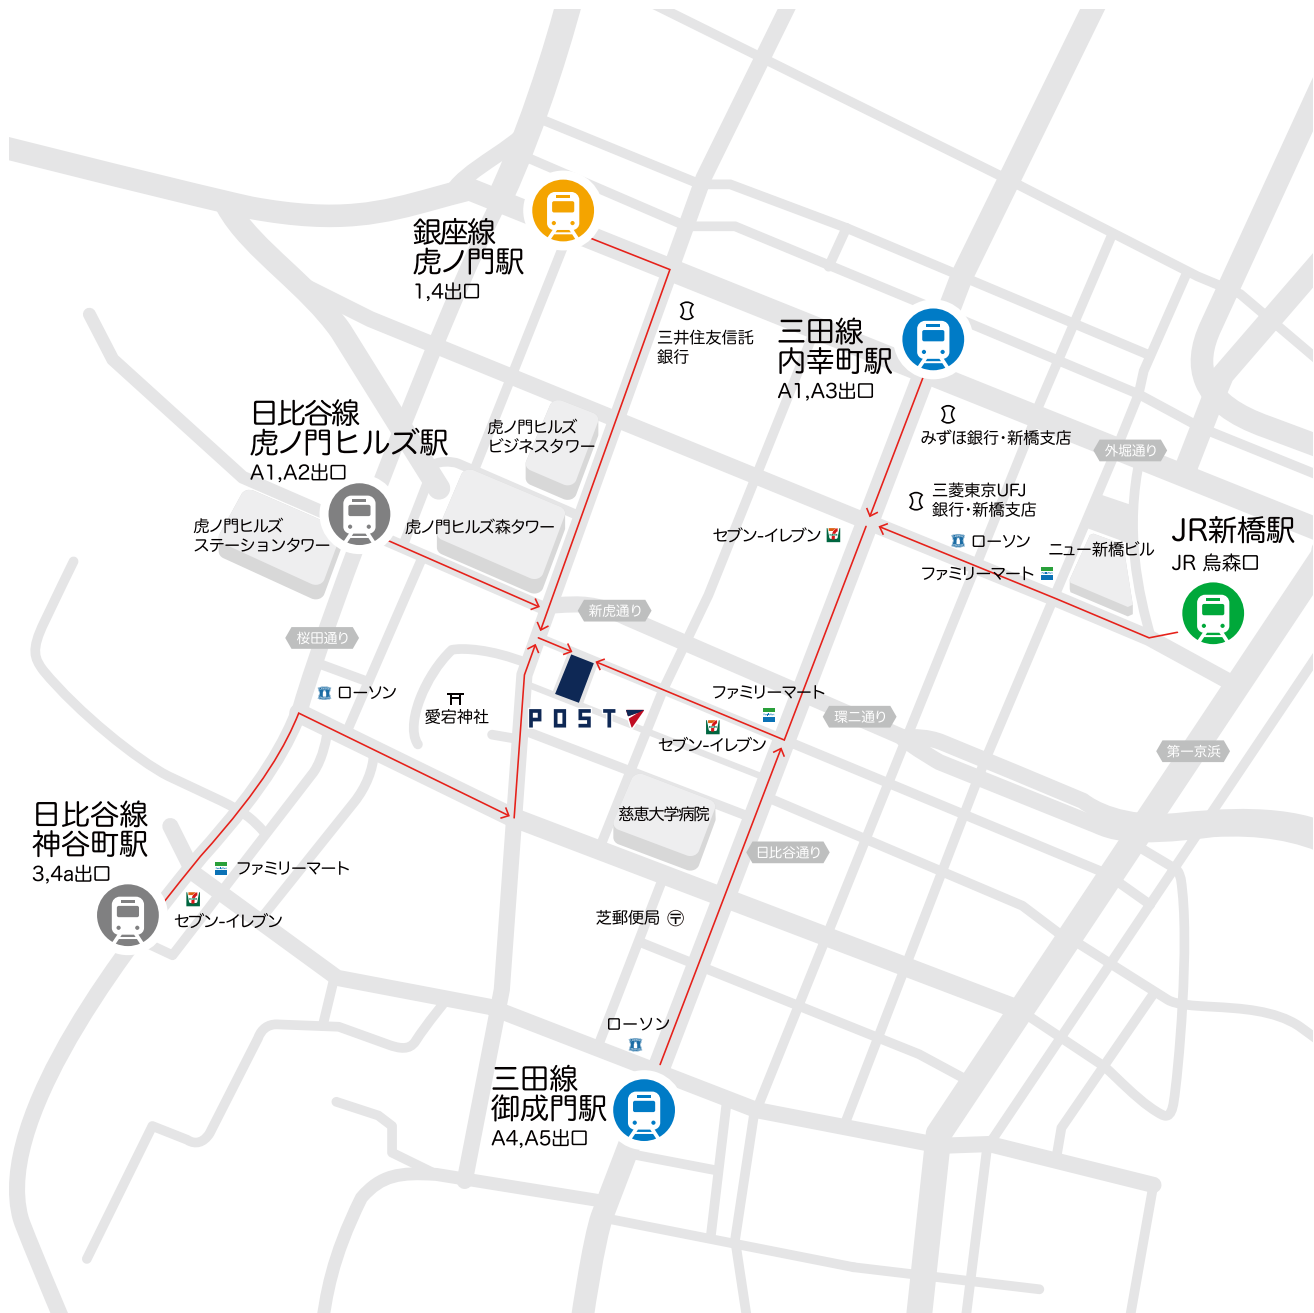 銀座線
虎ノ門駅
1,4出口
三井住友信託
銀行
三田線
内幸町駅
A1,A3出口
みずほ銀行・新橋支店
外堀通り
日比谷線
虎ノ門ヒルズ駅
A1,A2出口
虎ノ門ヒルズ
ビジネスタワー
虎ノ門ヒルズ
ステーションタワー
虎ノ門ヒルズ森タワー
三菱東京UFJ
銀行・新橋支店
セブン-イレブン
ローソン
ファミリーマート
ニュー新橋ビル
JR新橋駅
JR 烏森口
新虎通り
桜田通り
ローソン
愛宕神社
POST
ファミリーマート
セブン-イレブン
環二通り
第一京浜
日比谷線
神谷町駅
3,4a出口
ファミリーマート
セブン-イレブン
慈恵大学病院
日比谷通り
芝郵便局 〒
ローソン
三田線
御成門駅
A4,A5出口